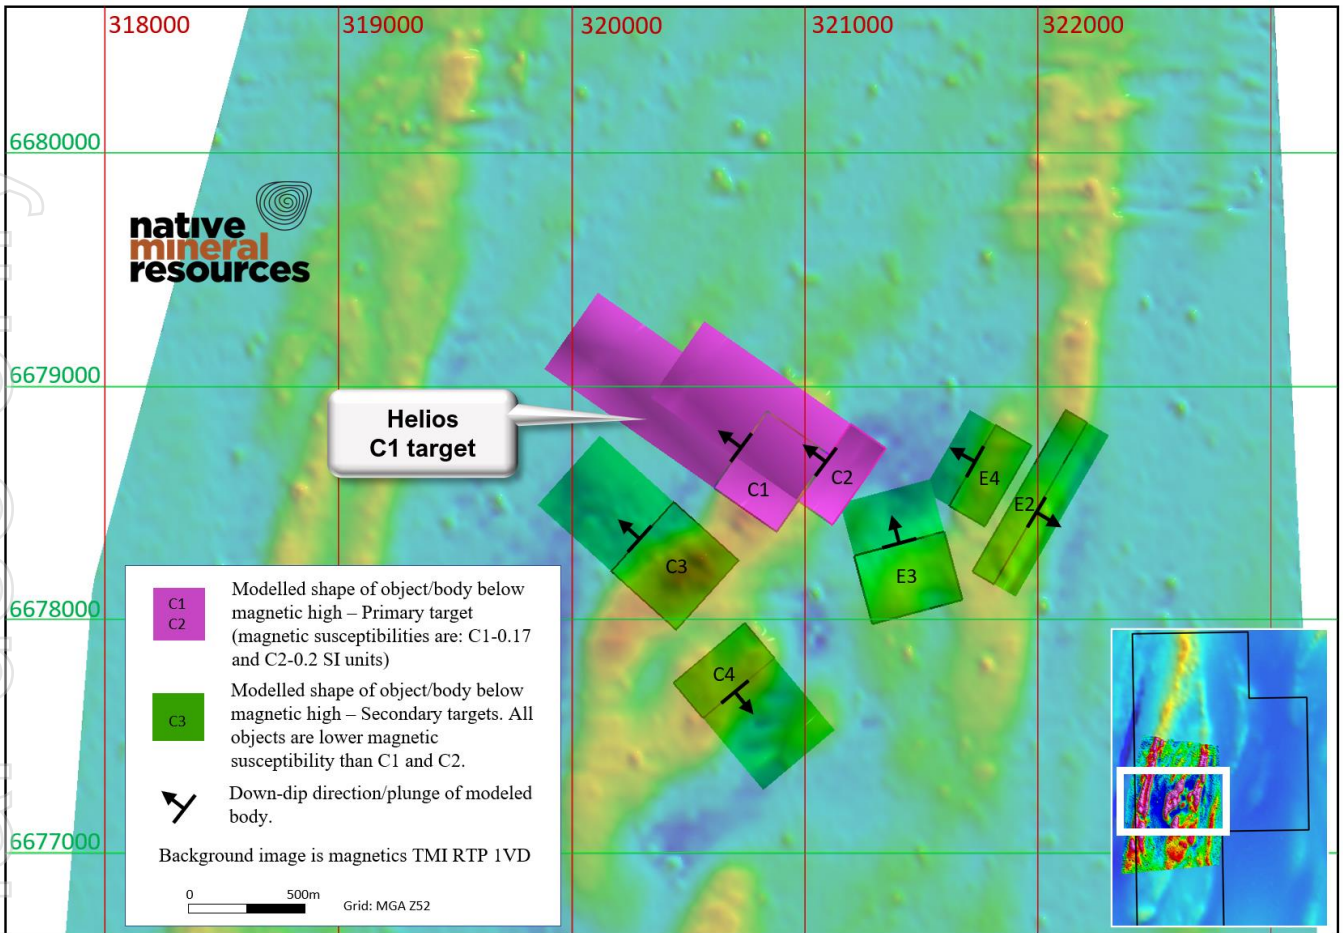 318000
319000
320000
321000
322000
6680000
native
mineral
resources
6679000
Helios
C1 target
C1
C2
E4
E2
C3
E3
6678000
C4
C1
C2
Modelled shape of object/body below
magnetic high – Primary target
(magnetic susceptibilities are: C1-0.17
and C2-0.2 SI units)
C3
Modelled shape of object/body below
magnetic high – Secondary targets. All
objects are lower magnetic
susceptibility than C1 and C2.
Down-dip direction/plunge of modeled
body.
6677000
Background image is magnetics TMI RTP 1VD
0
500m
Grid: MGA Z52